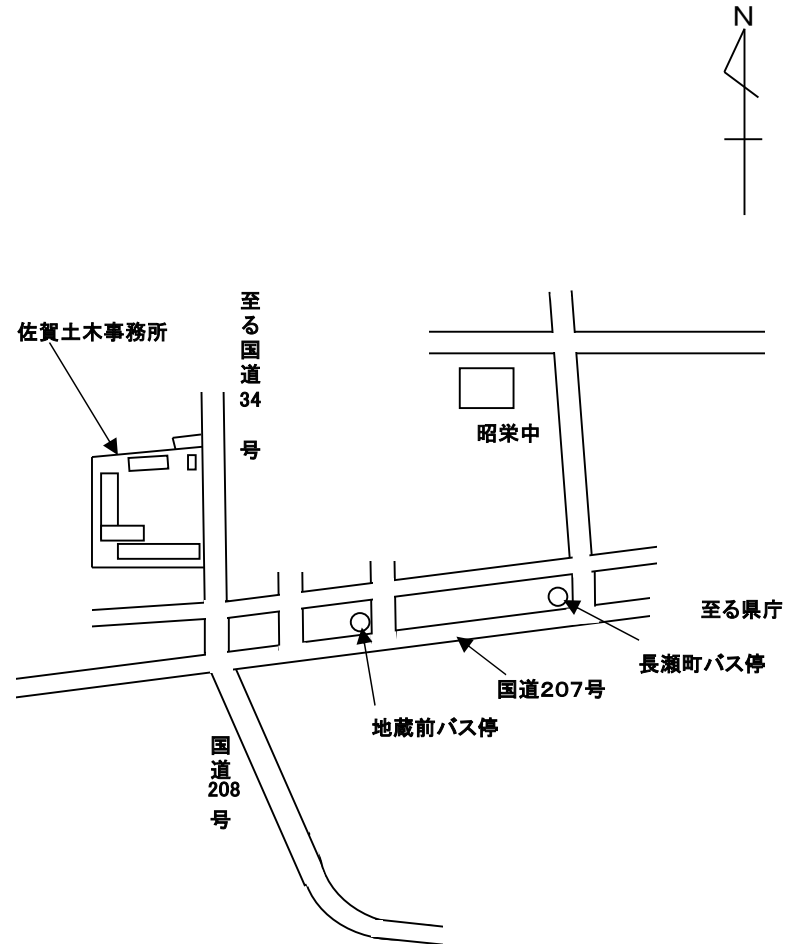 N
至る国道34号
佐賀土木事務所
昭栄中
至る県庁
長瀬町バス停
国道207号
地蔵前バス停
国道208号